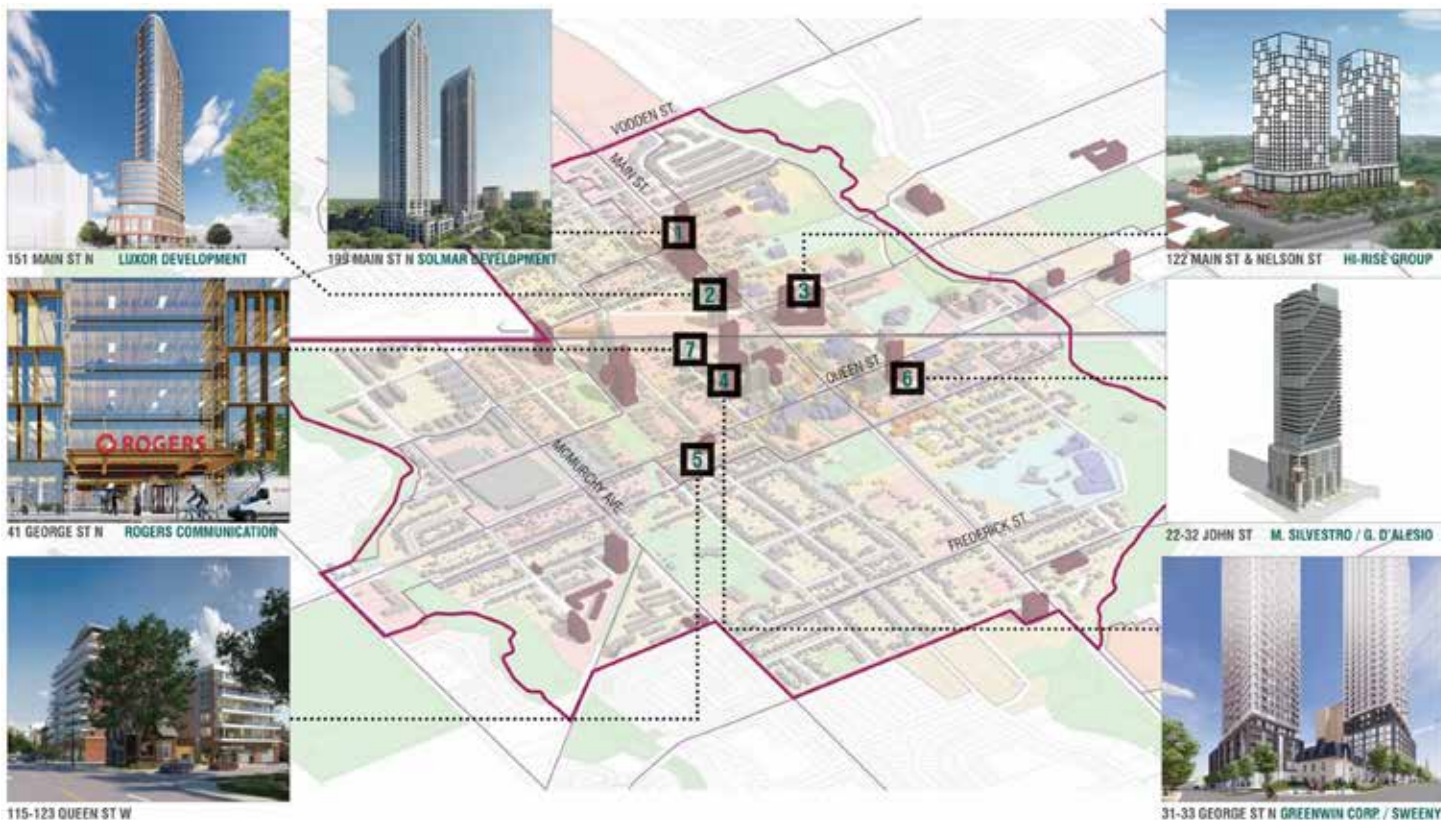 151 MAIN ST N LUXOR DEVELOPMENT
199 MAIN ST N SOLMAR DEVELOPMENT
122 MAIN ST & NELSON ST HI-RISE GROUP
ROGERS
41 GEORGE ST N ROGERS COMMUNICATION
22-32 JOHN ST M. SILVESTRO / G. D'ALESIO
115-123 QUEEN ST W
31-33 GEORGE ST N GREENWIN CORP. / SWEENY
VODDEN ST.
MAIN ST.
1
2
3
7
4
QUEEN ST.
6
5
MCMURCHY AVE.
FREDERICK ST.